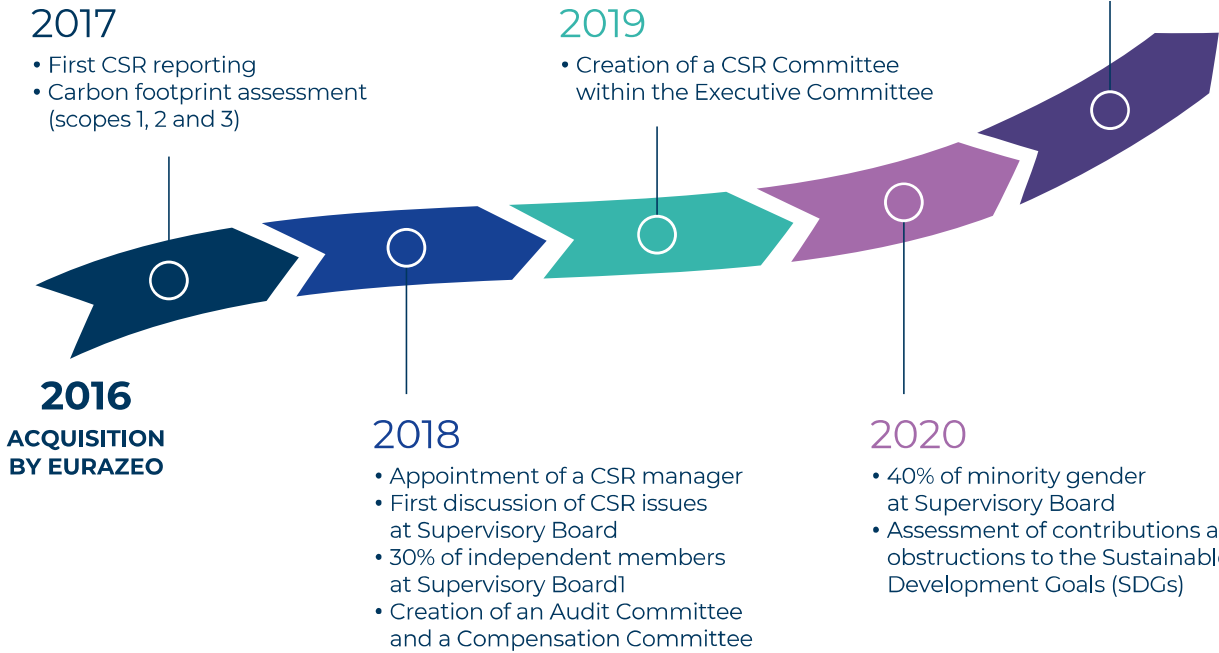 2017
• First CSR reporting
• Carbon footprint assessment
(scopes 1, 2 and 3)
2019
• Creation of a CSR Committee
within the Executive Committee
2016
ACQUISITION
BY EURAZEO
2018
• Appointment of a CSR manager
• First discussion of CSR issues
at Supervisory Board
• 30% of independent members
at Supervisory Board1
• Creation of an Audit Committee
and a Compensation Committee
2020
• 40% of minority gender
at Supervisory Board
• Assessment of contributions
obstructions to the Sustainable
Development Goals (SDGs)